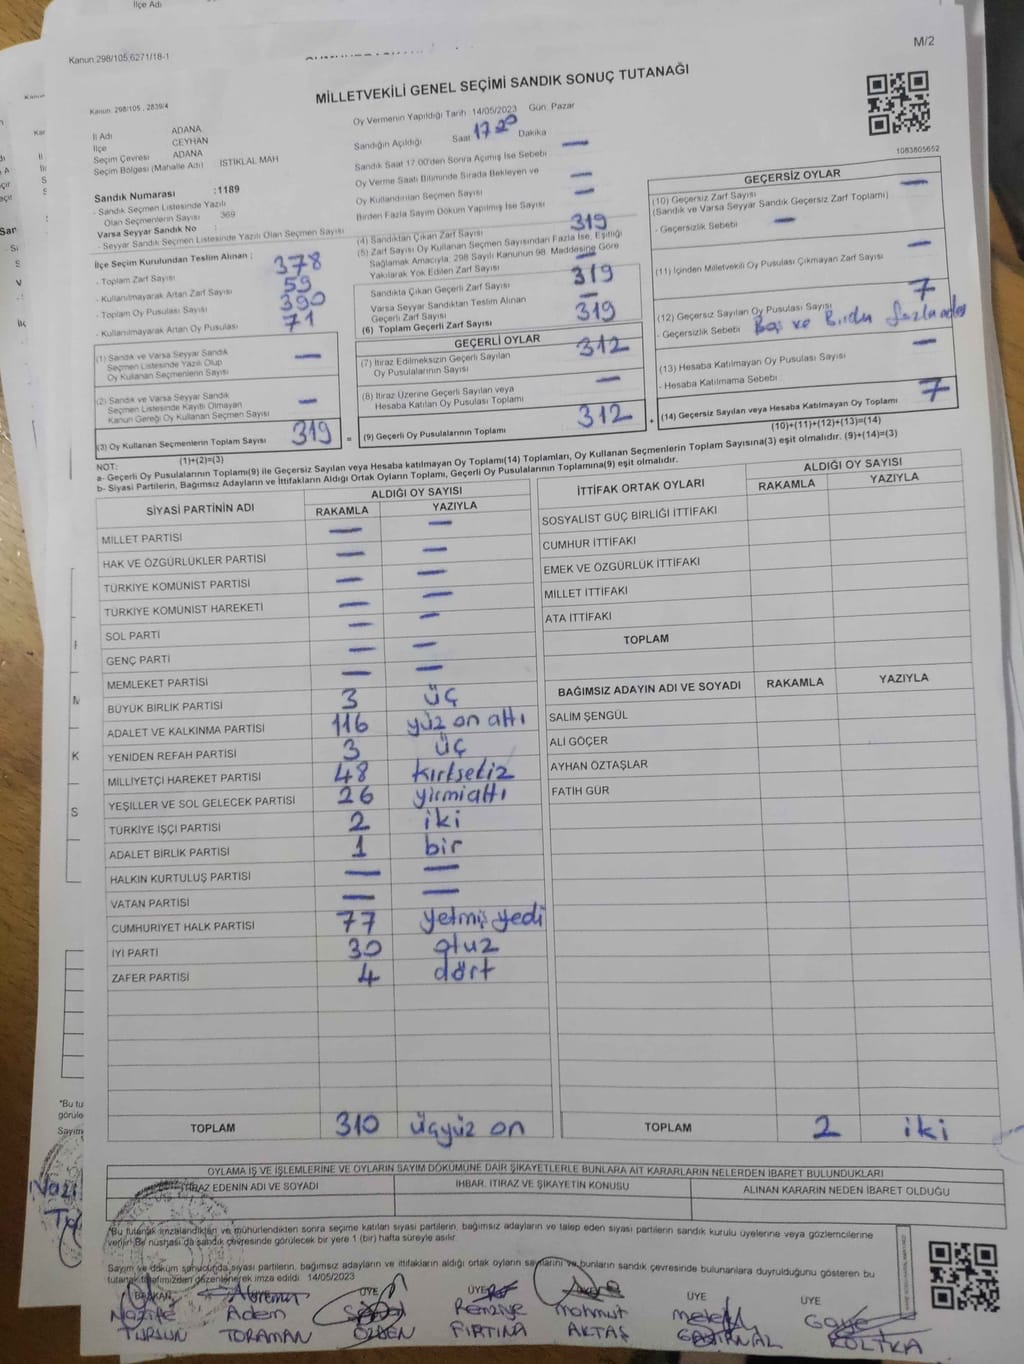 İlçe Adı
Kanun 298/105,6271/18-1
M/2
MİLLETVEKİLİ GENEL SEÇİMİ SANDIK SONUÇ TUTANAĞI
Kanun: 298/105 , 2839/4
İl Adı ADANA
İlçe CEYHAN
Seçim Çevresi ADANA
Seçim Bölgesi (Mahalle Adı) İSTİKLAL MAH
Sandık Numarası :1189
- Sandık Seçmen Listesinde Yazılı
Olan Seçmenlerin Sayısı 369
Varsa Seyyar Sandık No :
- Seyyar Sandık Seçmen Listesinde Yazılı Olan Seçmen Sayısı
İlçe Seçim Kurulundan Teslim Alınan ;
- Toplam Zarf Sayısı 378
- Kullanılmayarak Artan Zarf Sayısı 59
- Toplam Oy Pusulası Sayısı 390
- Kullanılmayarak Artan Oy Pusulası 71
(1) Sandık ve Varsa Seyyar Sandık
Seçmen Listesinde Yazılı Olup
Oy Kullanan Seçmenlerin Sayısı —
(2) Sandık ve Varsa Seyyar Sandık
Seçmen Listesinde Kayıtlı Olmayan
Kanun Gereği Oy Kullanan Seçmen Sayısı —
(3) Oy Kullanan Seçmenlerin Toplam Sayısı 319
(1)+(2)=(3)
Oy Vermenin Yapıldığı Tarih 14/05/2023 Gün: Pazar
Sandığın Açıldığı Saat 17 20 Dakika
Sandık Saat 17.00'den Sonra Açılmış İse Sebebi —
Oy Verme Saati Bitiminde Sırada Bekleyen ve
Oy Kullandırılan Seçmen Sayısı —
Birden Fazla Sayım Döküm Yapılmış İse Sayısı —
(4) Sandıktan Çıkan Zarf Sayısı 319
(5) Zarf Sayısı Oy Kullanan Seçmen Sayısından Fazla İse, Eşitliği
Sağlamak Amacıyla, 298 Sayılı Kanunun 98. Maddesine Göre
Yakılarak Yok Edilen Zarf Sayısı —
Sandıkta Çıkan Geçerli Zarf Sayısı 319
Varsa Seyyar Sandıktan Teslim Alınan
Geçerli Zarf Sayısı —
(6) Toplam Geçerli Zarf Sayısı 319
GEÇERLİ OYLAR
(7) İtiraz Edilmeksizin Geçerli Sayılan
Oy Pusulalarının Sayısı 312
(8) İtiraz Üzerine Geçerli Sayılan veya
Hesaba Katılan Oy Pusulası Toplamı —
= (9) Geçerli Oy Pusulalarının Toplamı 312 +
1083805652
GEÇERSİZ OYLAR
(10) Geçersiz Zarf Sayısı —
(Sandık ve Varsa Seyyar Sandık Geçersiz Zarf Toplamı)
- Geçersizlik Sebebi : —
(11) İçinden Milletvekili Oy Pusulası Çıkmayan Zarf Sayısı —
(12) Geçersiz Sayılan Oy Pusulası Sayısı 7
- Geçersizlik Sebebi ve
(13) Hesaba Katılmayan Oy Pusulası Sayısı —
- Hesaba Katılmama Sebebi :
(14) Geçersiz Sayılan veya Hesaba Katılmayan Oy Toplamı 7
(10)+(11)+(12)+(13)=(14)
NOT:
a- Geçerli Oy Pusulalarının Toplamı(9) ile Geçersiz Sayılan veya Hesaba katılmayan Oy Toplamı(14) Toplamları, Oy Kullanan Seçmenlerin Toplam Sayısına(3) eşit olmalıdır. (9)+(14)=(3)
b- Siyasi Partilerin, Bağımsız Adayların ve İttifakların Aldığı Ortak Oyların Toplamı, Geçerli Oy Pusulalarının Toplamına(9) eşit olmalıdır.
SİYASİ PARTİNİN ADI ALDIĞI OY SAYISI
RAKAMLA YAZIYLA
MİLLET PARTİSİ — —
HAK VE ÖZGÜRLÜKLER PARTİSİ — —
TÜRKİYE KOMÜNİST PARTİSİ — —
TÜRKİYE KOMÜNİST HAREKETİ — —
SOL PARTİ — —
GENÇ PARTİ — —
MEMLEKET PARTİSİ — —
BÜYÜK BİRLİK PARTİSİ 3 üç
ADALET VE KALKINMA PARTİSİ 116 yüz on altı
YENİDEN REFAH PARTİSİ 3 üç
MİLLİYETÇİ HAREKET PARTİSİ 48 kırksekiz
YEŞİLLER VE SOL GELECEK PARTİSİ 26 yirmialtı
TÜRKİYE İŞÇİ PARTİSİ 2 iki
ADALET BİRLİK PARTİSİ 1 bir
HALKIN KURTULUŞ PARTİSİ — —
VATAN PARTİSİ — —
CUMHURİYET HALK PARTİSİ 77 yetmiş yedi
İYİ PARTİ 30 otuz
ZAFER PARTİSİ 4 dört
TOPLAM 310 üçyüz on
İTTİFAK ORTAK OYLARI ALDIĞI OY SAYISI
RAKAMLA YAZIYLA
SOSYALİST GÜÇ BİRLİĞİ İTTİFAKI
CUMHUR İTTİFAKI
EMEK VE ÖZGÜRLÜK İTTİFAKI
MİLLET İTTİFAKI
ATA İTTİFAKI
TOPLAM
BAĞIMSIZ ADAYIN ADI VE SOYADI RAKAMLA YAZIYLA
SALİM ŞENGÜL
ALİ GÖÇER
AYHAN ÖZTAŞLAR
FATİH GÜR
TOPLAM 2 iki
OYLAMA İŞ VE İŞLEMLERİNE VE OYLARIN SAYIM DÖKÜMÜNE DAİR ŞİKAYETLERLE BUNLARA AİT KARARLARIN NELERDEN İBARET BULUNDUKLARI
İTİRAZ EDENİN ADI VE SOYADI İHBAR, İTİRAZ VE ŞİKAYETİN KONUSU ALINAN KARARIN NEDEN İBARET OLDUĞU
*Bu tutanak imzalandıktan ve mühürlendikten sonra seçime katılan siyasi partilerin, bağımsız adayların ve talep eden siyasi partilerin sandık kurulu üyelerine veya gözlemcilerine
verilir. Bir nüshası da sandık çevresinde görülecek bir yere 1 (bir) hafta süreyle asılır.
Sayım ve döküm sonucunda siyasi partilerin, bağımsız adayların ve ittifakların aldığı ortak oyların sayılarını ve bunların sandık çevresinde bulunanlara duyrulduğunu gösteren bu
tutanak tarafımızdan düzenlenerek imza edildi. 14/05/2023
BAŞKAN ÜYE ÜYE ÜYE ÜYE
Nazife Adem Remziye Mahmut
TURSUN TORAMAN ÖZDEN FIRTINA AKTAŞ